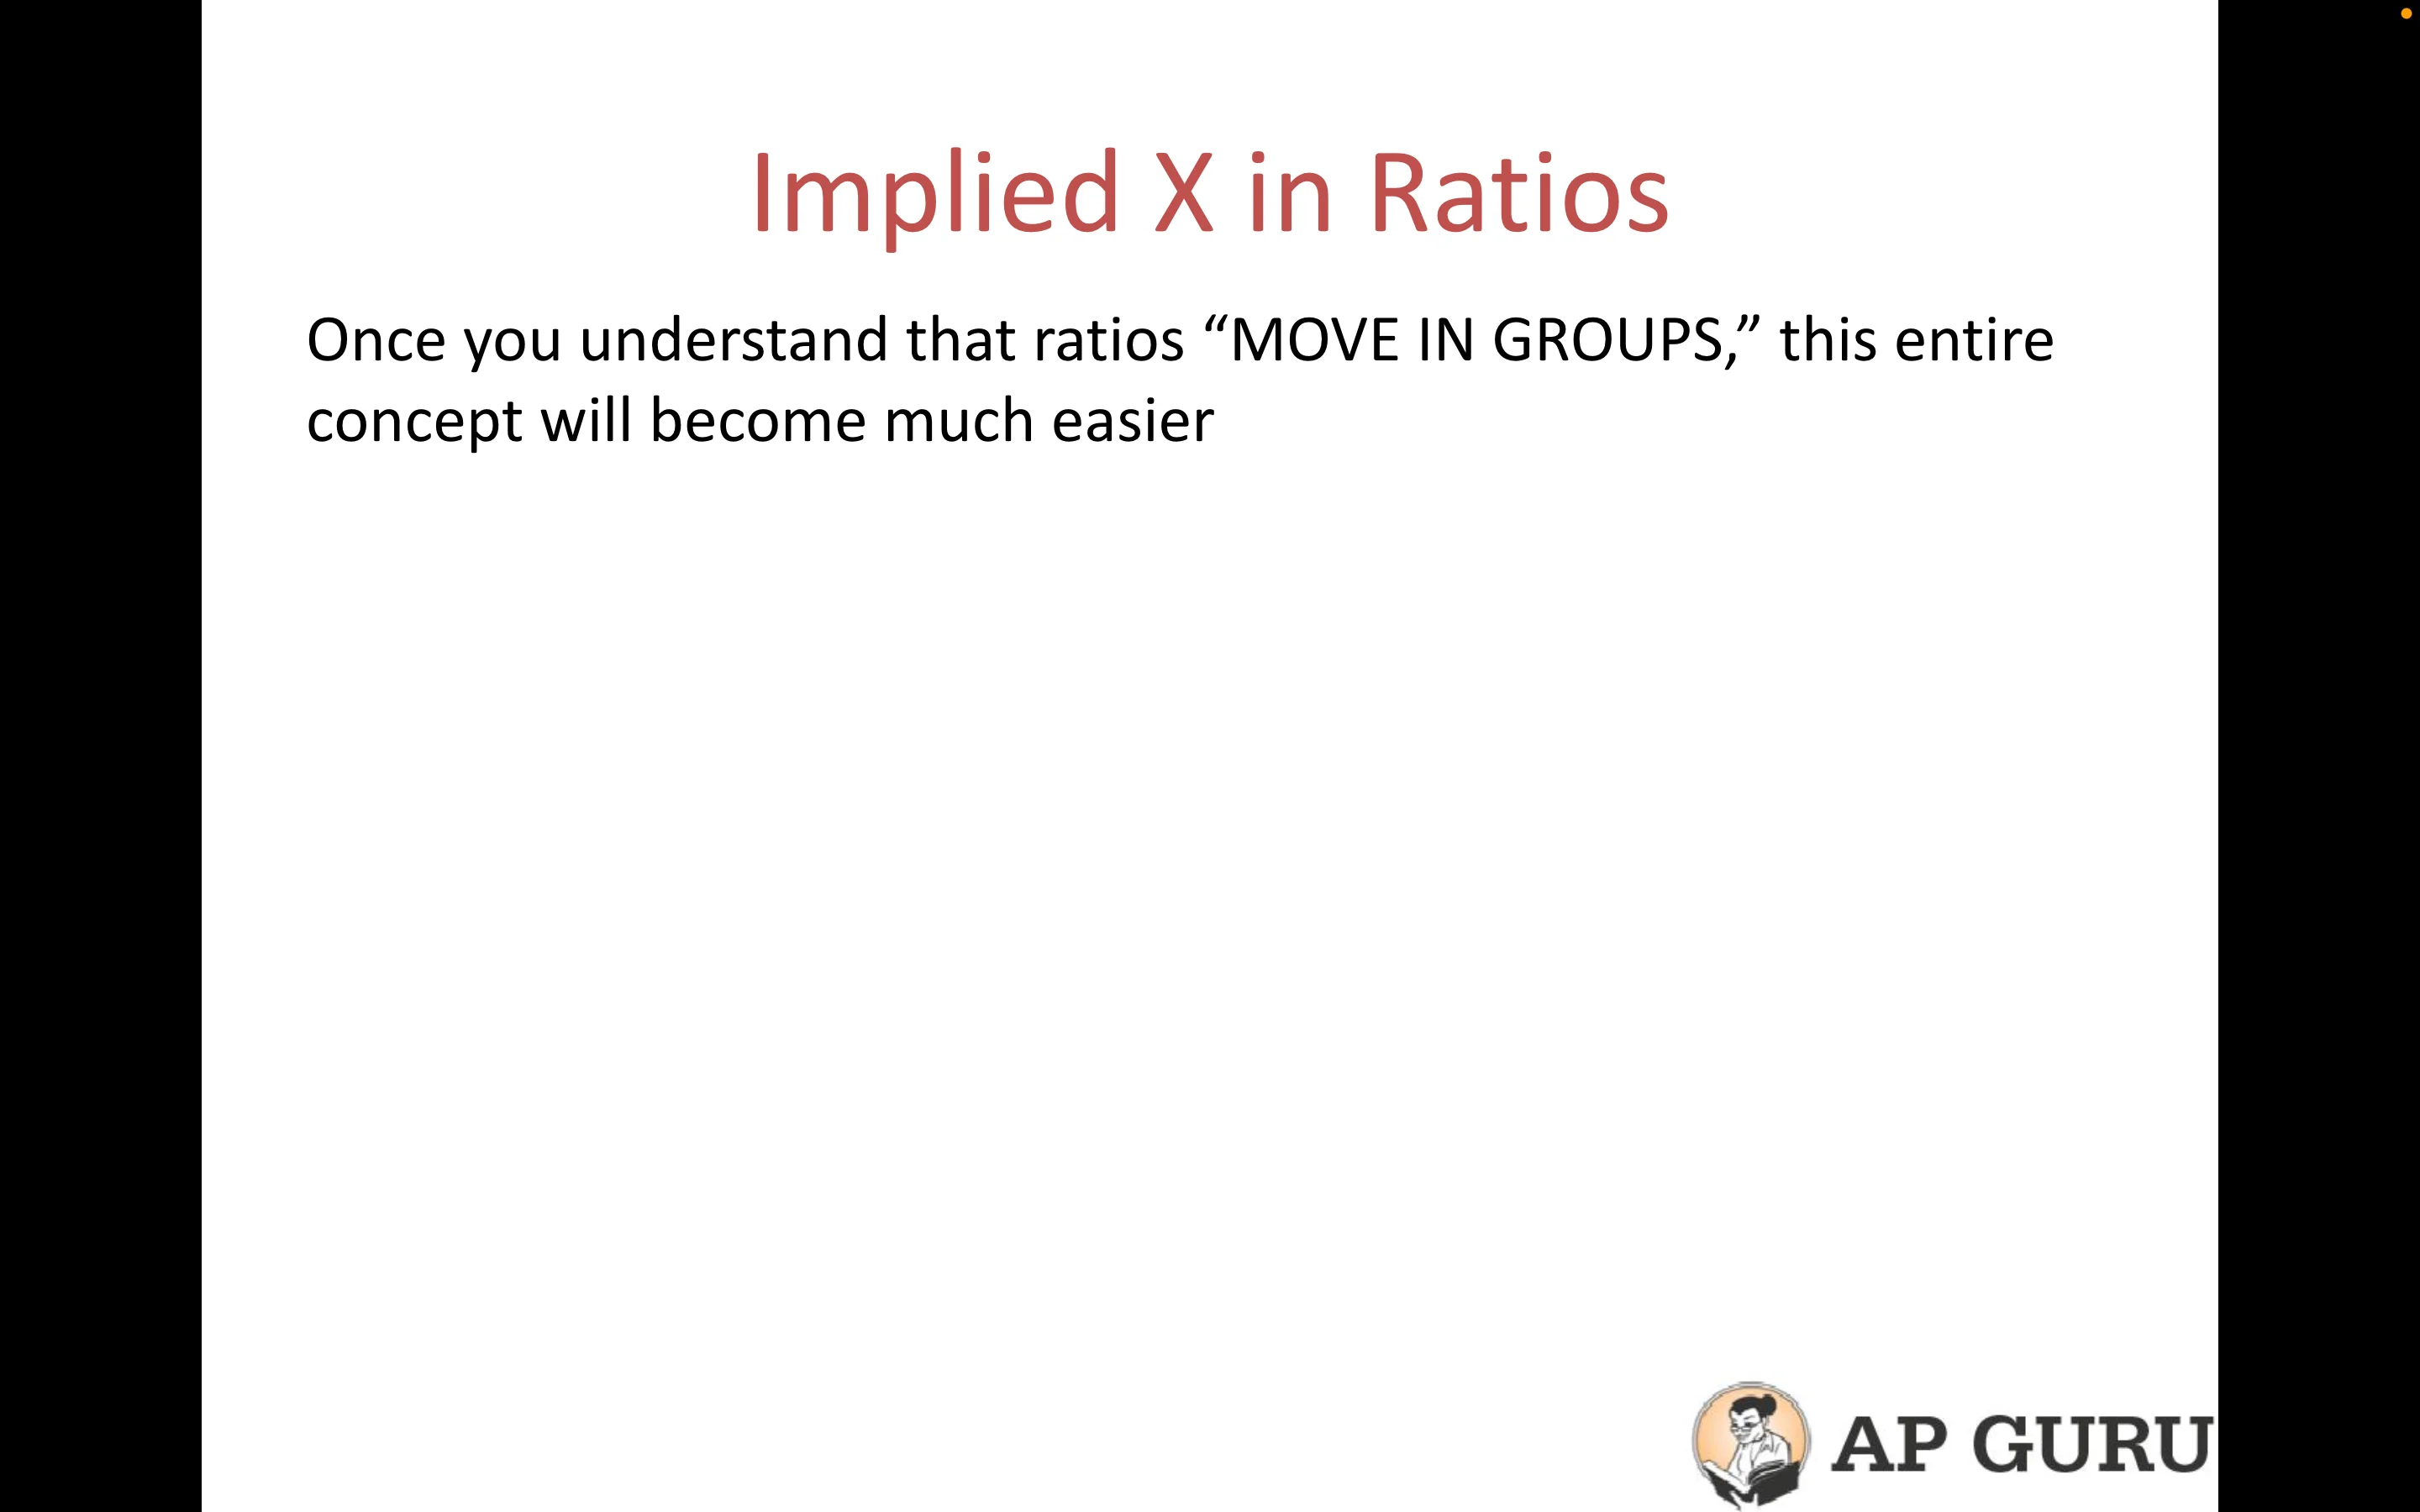 Implied X in Ratios
Once you understand that ratios “MOVE IN GROUPS,” this entire
concept will become much easier
AP GURU